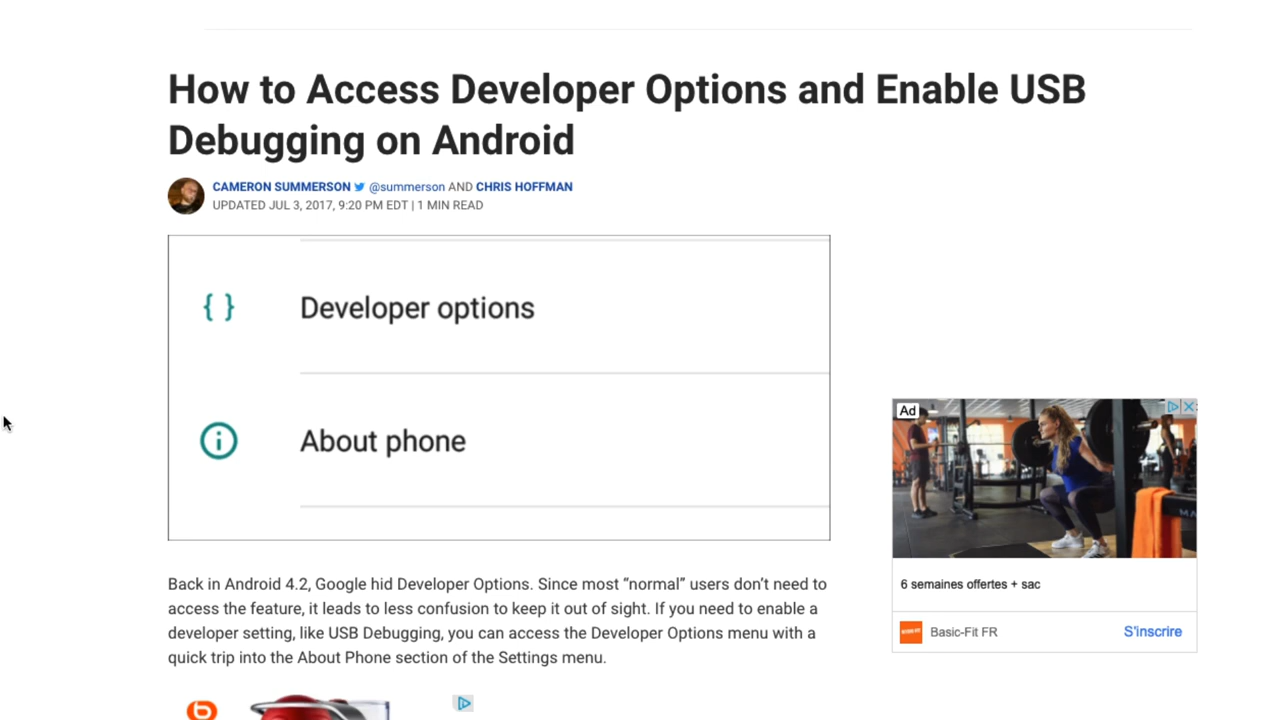 How to Access Developer Options and Enable USB
Debugging on Android
CAMERON SUMMERSON @summerson AND CHRIS HOFFMAN
UPDATED JUL 3, 2017, 9:20 PM EDT | 1 MIN READ
{ } Developer options
About phone
Back in Android 4.2, Google hid Developer Options. Since most “normal” users don’t need to
access the feature, it leads to less confusion to keep it out of sight. If you need to enable a
developer setting, like USB Debugging, you can access the Developer Options menu with a
quick trip into the About Phone section of the Settings menu.
Ad
6 semaines offertes + sac
Basic-Fit FR
S'inscrire